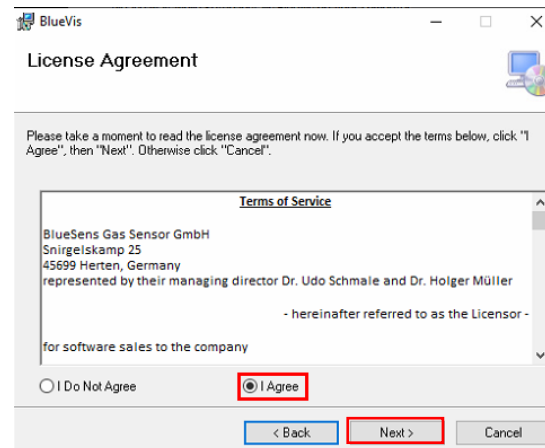 BlueVis
License Agreement
Please take a moment to read the license agreement now. If you accept the terms below, click "I
Agree", then "Next". Otherwise click "Cancel".
Terms of Service
BlueSens Gas Sensor GmbH
Snirgelskamp 25
45699 Herten, Germany
represented by their managing director Dr. Udo Schmale and Dr. Holger Müller
- hereinafter referred to as the Licensor -
for software sales to the company
I Do Not Agree
I Agree
< Back
Next >
Cancel